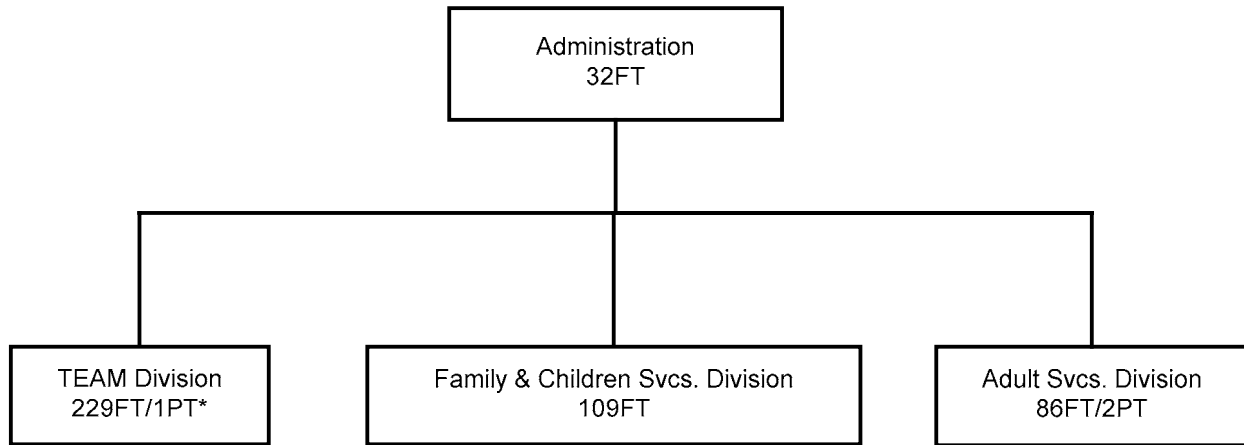 Administration
32FT
TEAM Division
229FT/1PT*
Family & Children Svcs. Division
109FT
Adult Svcs. Division
86FT/2PT